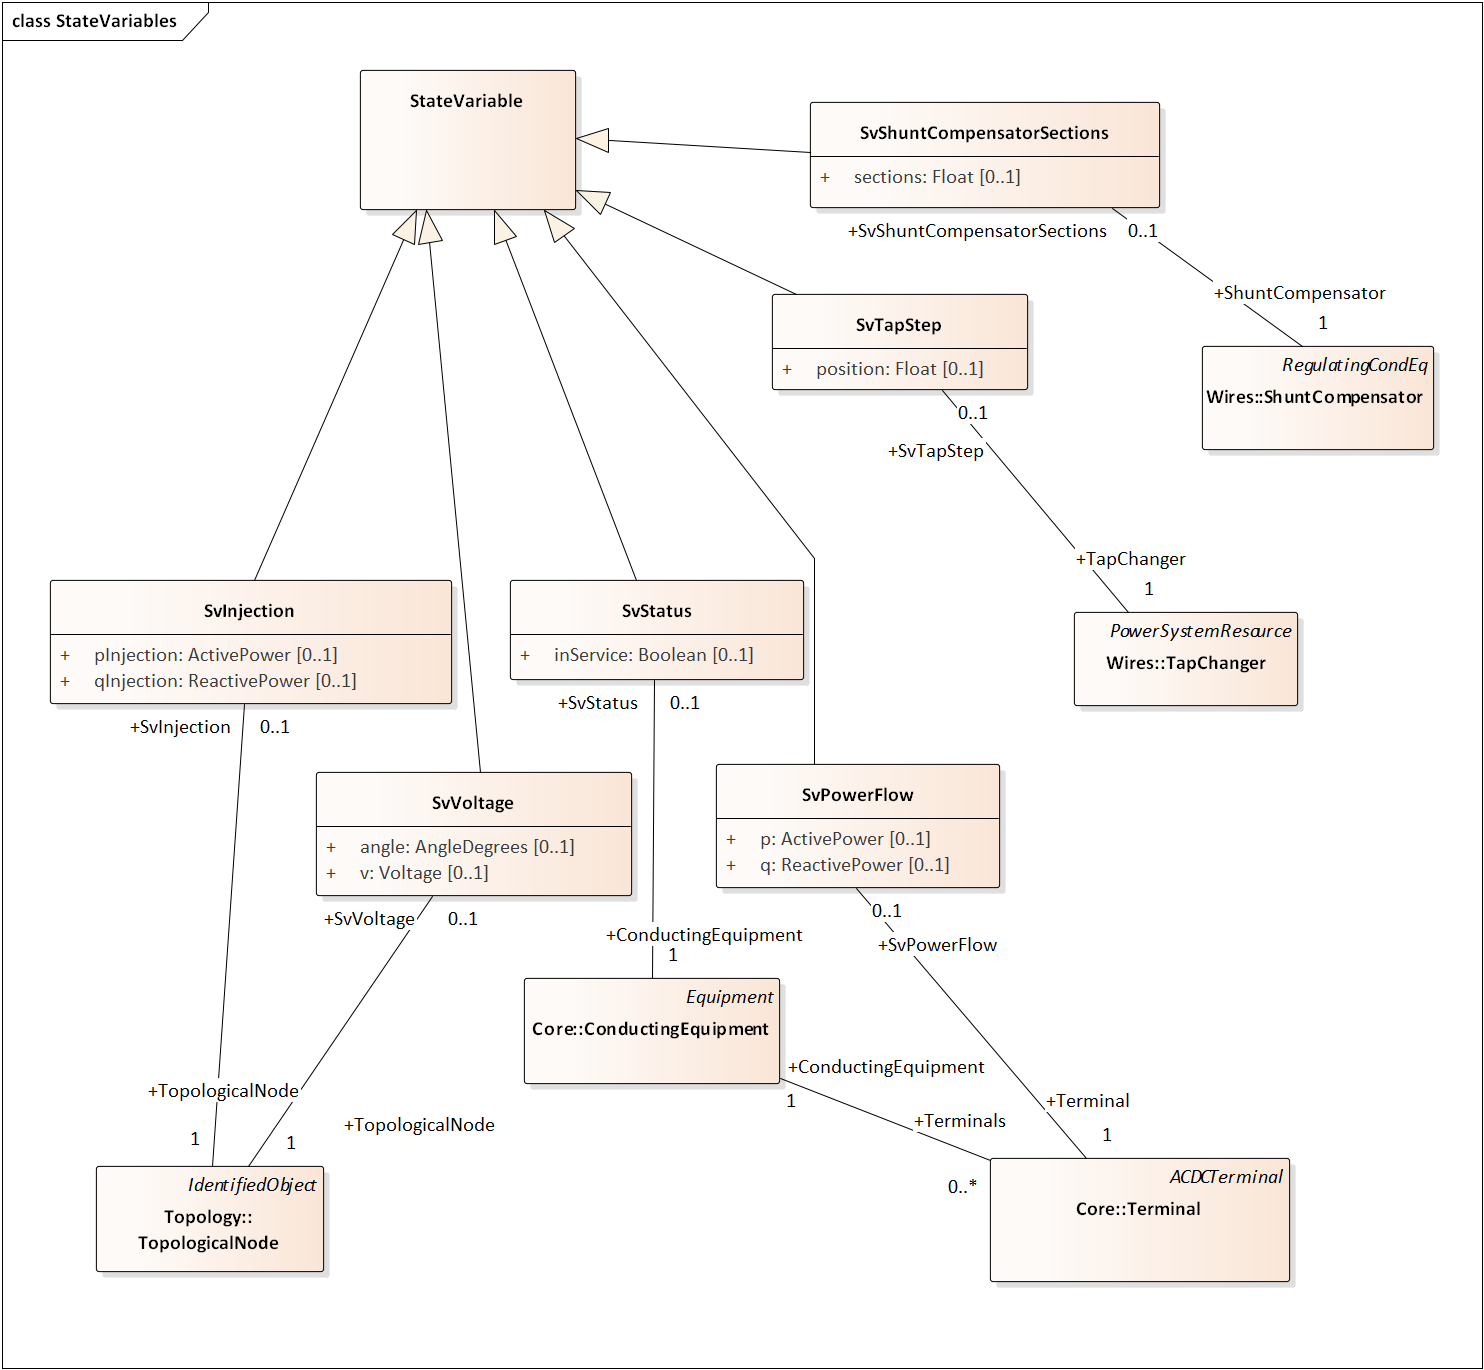 class StateVariables
StateVariable
SvShuntCompensatorSections
+ sections: Float [0..1]
+SvShuntCompensatorSections 0..1
+ShuntCompensator
1
RegulatingCondEq
Wires::ShuntCompensator
SvTapStep
+ position: Float [0..1]
0..1
+SvTapStep
+TapChanger
1
PowerSystemResource
Wires::TapChanger
SvInjection
+ pInjection: ActivePower [0..1]
+ qInjection: ReactivePower [0..1]
+SvInjection 0..1
SvStatus
+ inService: Boolean [0..1]
+SvStatus 0..1
SvVoltage
+ angle: AngleDegrees [0..1]
+ v: Voltage [0..1]
+SvVoltage 0..1
SvPowerFlow
+ p: ActivePower [0..1]
+ q: ReactivePower [0..1]
0..1
+SvPowerFlow
+ConductingEquipment
1
Equipment
Core::ConductingEquipment
+ConductingEquipment
1
+Terminals
0..*
+Terminal
1
ACDCTerminal
Core::Terminal
+TopologicalNode
1
+TopologicalNode
1
IdentifiedObject
Topology::
TopologicalNode